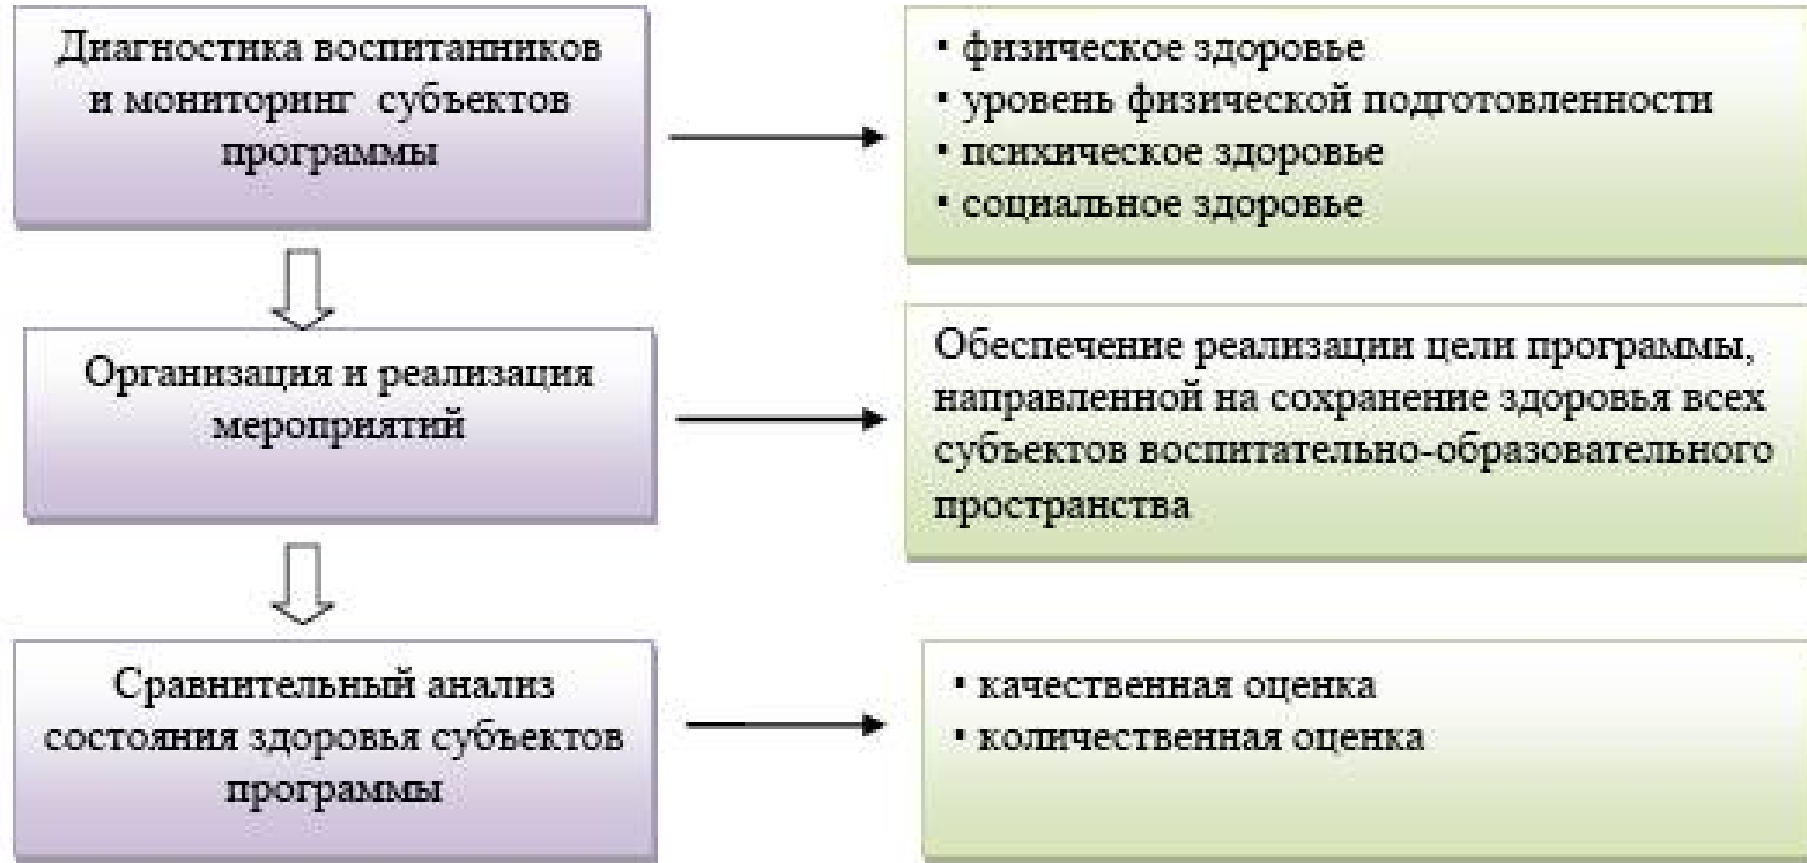 Диагностика воспитанников
и мониторинг субъектов
программы
• физическое здоровье
• уровень физической подготовленности
• психическое здоровье
• социальное здоровье
Организация и реализация
мероприятий
Обеспечение реализации цели программы,
направленной на сохранение здоровья всех
субъектов воспитательно-образовательного
пространства
Сравнительный анализ
состояния здоровья субъектов
программы
• качественная оценка
• количественная оценка